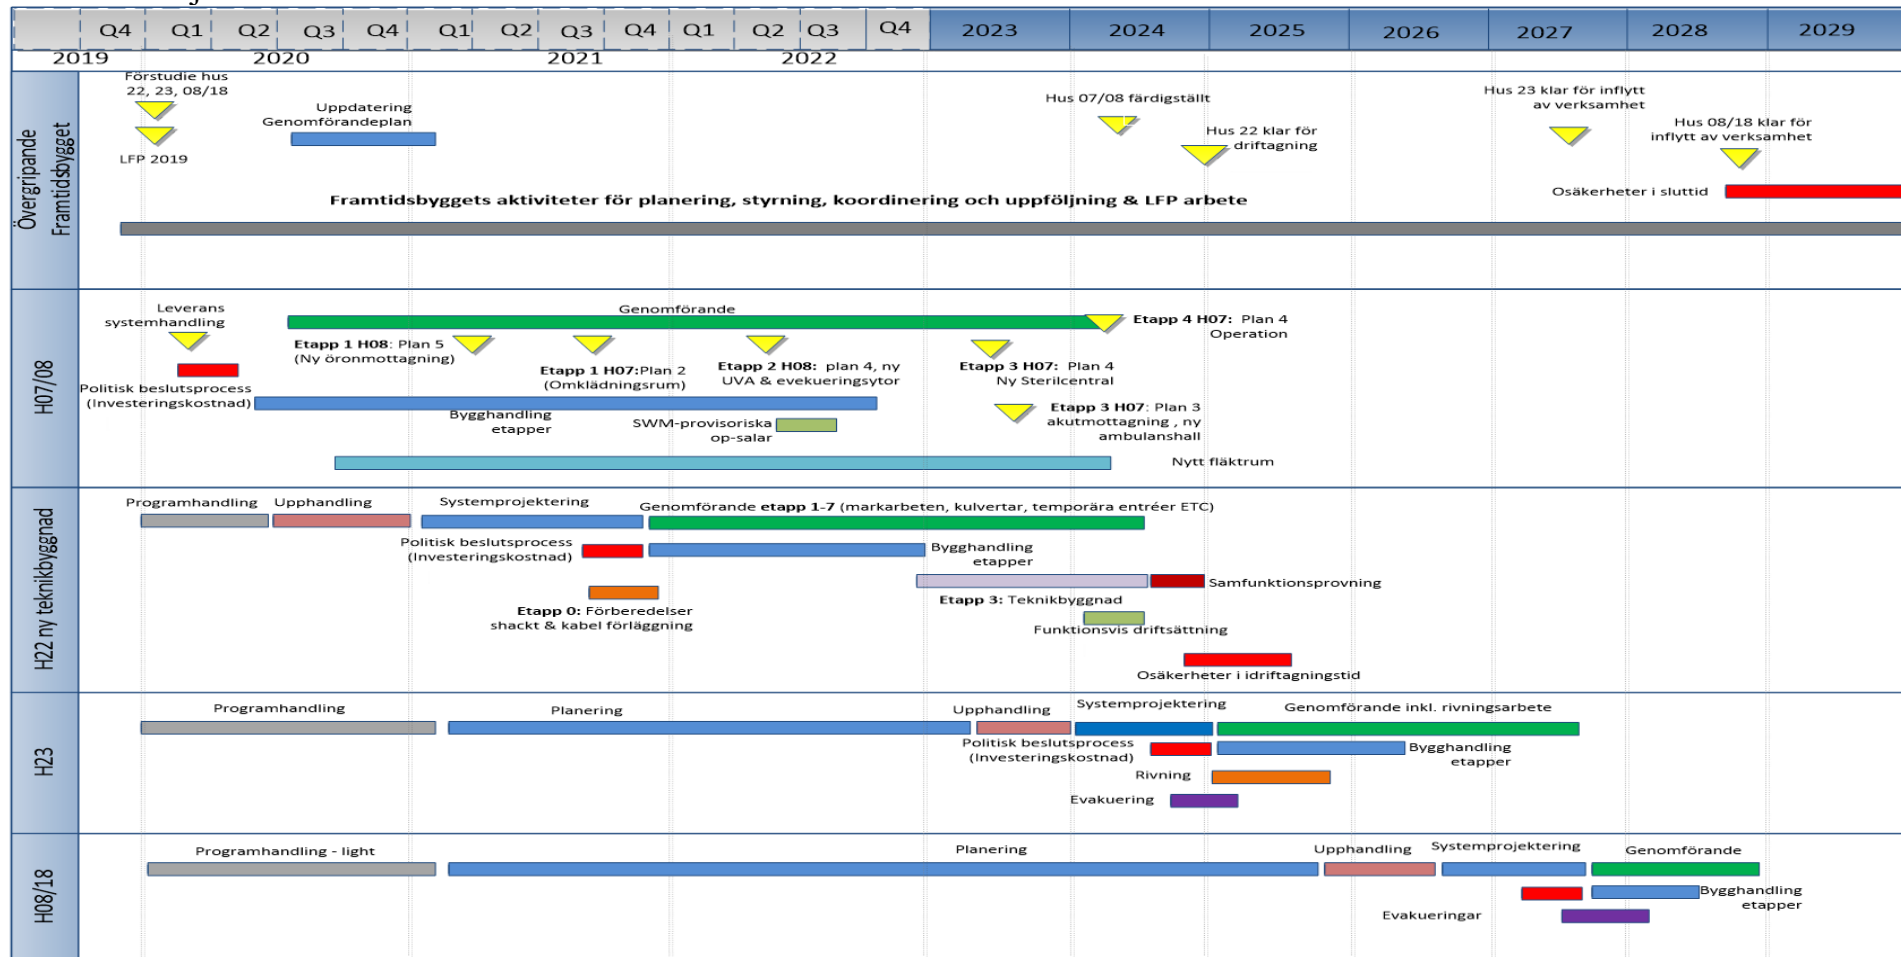 Q4 Q1 Q2 Q3 Q4 Q1 Q2 Q3 Q4 Q1 Q2 Q3 Q4 2023 2024 2025 2026 2027 2028 2029
2019 2020 2021 2022
Övergripande
Framtidsbygget
Förstudie hus
22, 23, 08/18
LFP 2019
Uppdatering
Genomförandeplan
Hus 07/08 färdigställt
Hus 22 klar för
driftagning
Hus 23 klar för inflytt
av verksamhet
Hus 08/18 klar för
inflytt av verksamhet
Osäkerheter i sluttid
Framtidsbyggets aktiviteter för planering, styrning, koordinering och uppföljning & LFP arbete
H07/08
Leverans
systemhandling
Genomförande
Etapp 1 H08: Plan 5
(Ny öronmottagning)
Etapp 1 H07:Plan 2
(Omklädningsrum)
Etapp 2 H08: plan 4, ny
UVA & evekueringsytor
Etapp 3 H07: Plan 4
Ny Sterilcentral
Etapp 4 H07: Plan 4
Operation
Politisk beslutsprocess
(Investeringskostnad)
Bygghandling
etapper
SWM-provisoriska
op-salar
Etapp 3 H07: Plan 3
akutmottagning , ny
ambulanshall
Nytt fläktrum
H22 ny teknikbyggnad
Programhandling
Upphandling
Systemprojektering
Genomförande etapp 1-7 (markarbeten, kulvertar, temporära entréer ETC)
Politisk beslutsprocess
(Investeringskostnad)
Bygghandling
etapper
Samfunktionsprovning
Etapp 0: Förberedelser
shackt & kabel förläggning
Etapp 3: Teknikbyggnad
Funktionsvis driftsättning
Osäkerheter i idriftagningstid
H23
Programhandling
Planering
Upphandling
Systemprojektering
Genomförande inkl. rivningsarbete
Politisk beslutsprocess
(Investeringskostnad)
Bygghandling
etapper
Rivning
Evakuering
H08/18
Programhandling - light
Planering
Upphandling
Systemprojektering
Genomförande
Bygghandling
etapper
Evakueringar